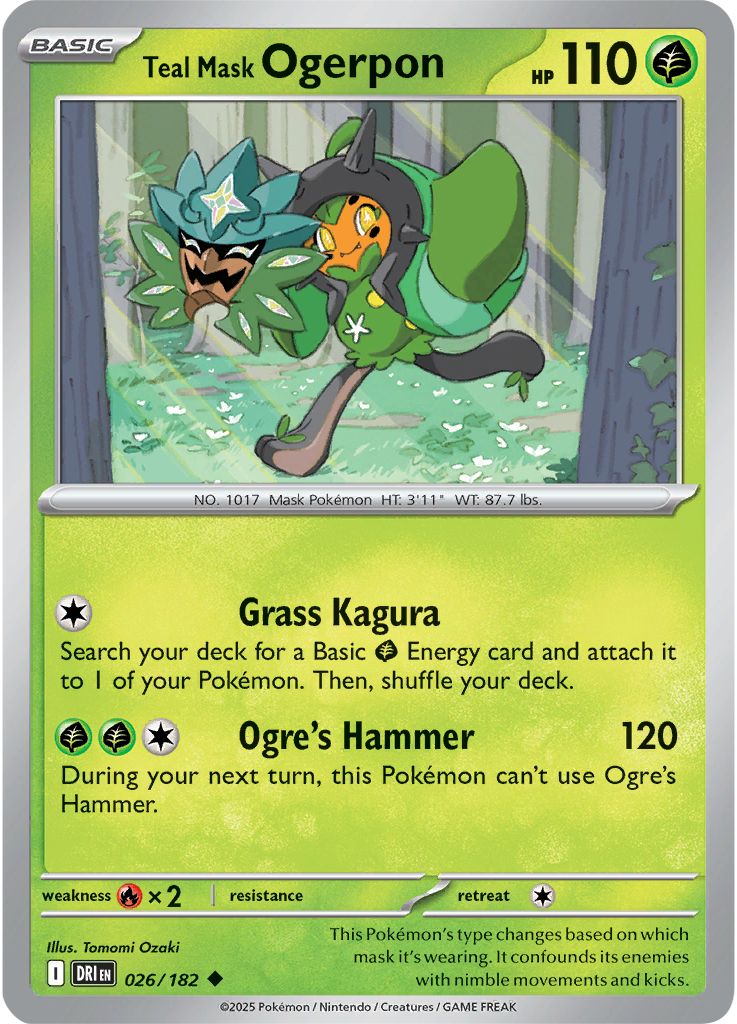 BASIC
Teal Mask Ogerpon HP 110
NO. 1017 Mask Pokémon HT: 3'11" WT: 87.7 lbs.
Grass Kagura
Search your deck for a Basic Energy card and attach it
to 1 of your Pokémon. Then, shuffle your deck.
Ogre's Hammer 120
During your next turn, this Pokémon can't use Ogre's
Hammer.
weakness ×2 resistance retreat
Illus. Tomomi Ozaki
This Pokémon's type changes based on which
mask it's wearing. It confounds its enemies
with nimble movements and kicks.
I DRI EN 026/182
©2025 Pokémon / Nintendo / Creatures / GAME FREAK